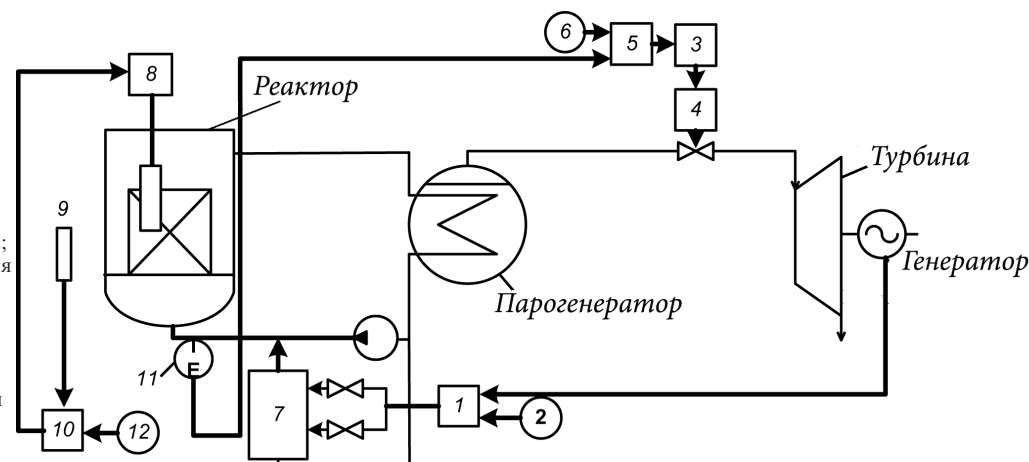 6
5
3
8
4
Реактор
Турбина
9
;
я
Генератор
Парогенератор
11
E
7
1
2
10
12